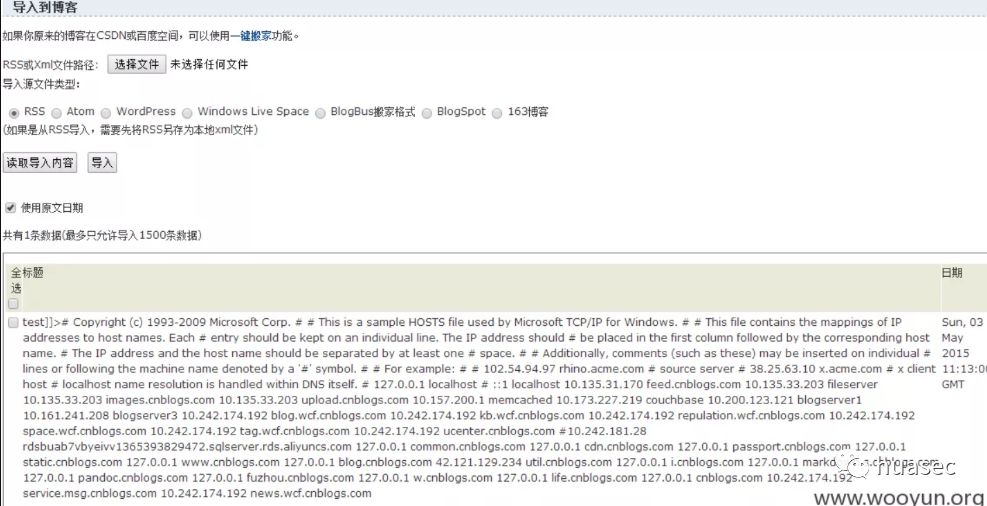 导入到博客
如果你原来的博客在CSDN或百度空间，可以使用一键搬家功能。
RSS或Xml文件路径： 选择文件 未选择任何文件
导入源文件类型：
RSS Atom WordPress Windows Live Space BlogBus搬家格式 BlogSpot 163博客
(如果是从RSS导入，需要先将RSS另存为本地xml文件)
读取导入内容 导入
使用原文日期
共有1条数据(最多只允许导入1500条数据)
全标题 日期
选
test]]># Copyright (c) 1993-2009 Microsoft Corp. # # This is a sample HOSTS file used by Microsoft TCP/IP for Windows. # # This file contains the mappings of IP Sun, 03
addresses to host names. Each # entry should be kept on an individual line. The IP address should # be placed in the first column followed by the corresponding host May
name. # The IP address and the host name should be separated by at least one # space. # # Additionally, comments (such as these) may be inserted on individual # 2015
lines or following the machine name denoted by a '#' symbol. # # For example: # # 102.54.94.97 rhino.acme.com # source server # 38.25.63.10 x.acme.com # x client 11:13:00
host # localhost name resolution is handled within DNS itself. # 127.0.0.1 localhost # ::1 localhost 10.135.31.170 feed.cnblogs.com 10.135.33.203 fileserver GMT
10.135.33.203 images.cnblogs.com 10.135.33.203 upload.cnblogs.com 10.157.200.1 memcached 10.173.227.219 couchbase 10.200.123.121 blogserver1
10.161.241.208 blogserver3 10.242.174.192 blog.wcf.cnblogs.com 10.242.174.192 kb.wcf.cnblogs.com 10.242.174.192 repulation.wcf.cnblogs.com 10.242.174.192
space.wcf.cnblogs.com 10.242.174.192 tag.wcf.cnblogs.com 10.242.174.192 ucenter.cnblogs.com #10.242.181.28
rdsbuab7vbyeivv1365393829472.sqlserver.rds.aliyuncs.com 127.0.0.1 common.cnblogs.com 127.0.0.1 cdn.cnblogs.com 127.0.0.1 passport.cnblogs.com 127.0.0.1
static.cnblogs.com 127.0.0.1 www.cnblogs.com 127.0.0.1 blog.cnblogs.com 42.121.129.234 util.cnblogs.com 127.0.0.1 i.cnblogs.com 127.0.0.1
127.0.0.1 pandoc.cnblogs.com 127.0.0.1 fuzhou.cnblogs.com 127.0.0.1 w.cnblogs.com 127.0.0.1 life.cnblogs.com 127.0.0.1 cnblogs.com 10.242.174.192
service.msg.cnblogs.com 10.242.174.192 news.wcf.cnblogs.com
huasec
www.wooyun.org